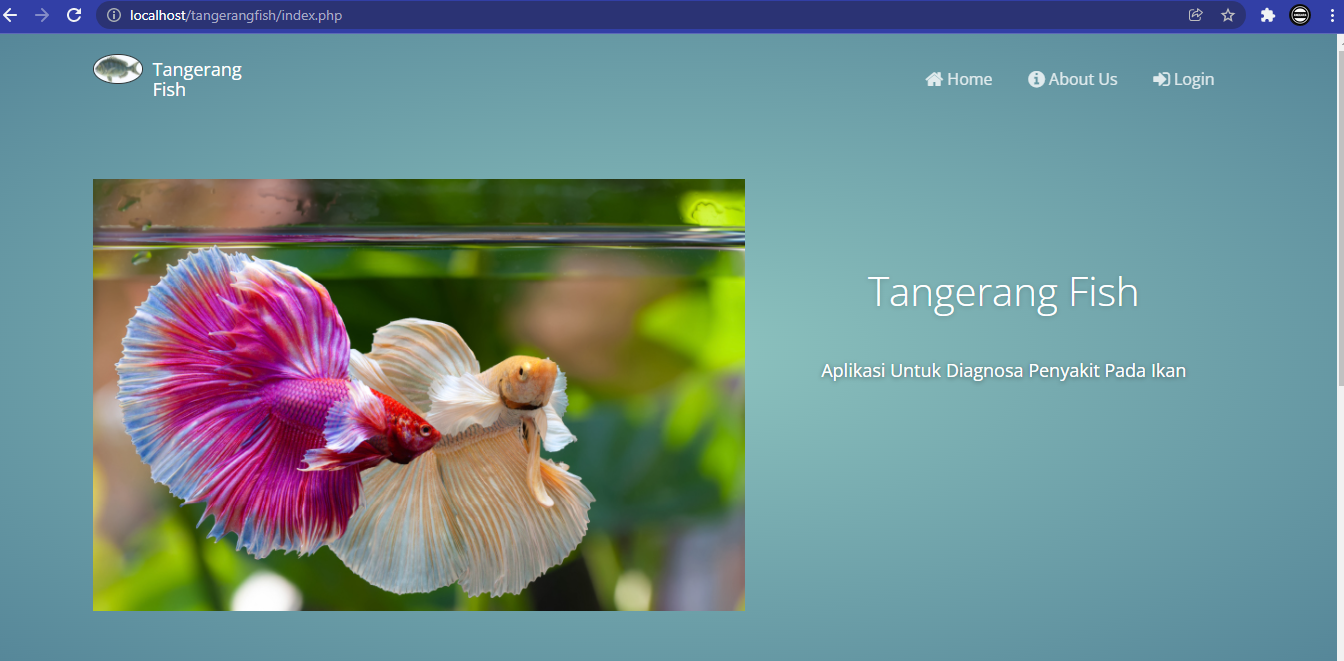 localhost/tangerangfish/index.php
Tangerang
Fish
Home
About Us
Login
Tangerang Fish
Aplikasi Untuk Diagnosa Penyakit Pada Ikan